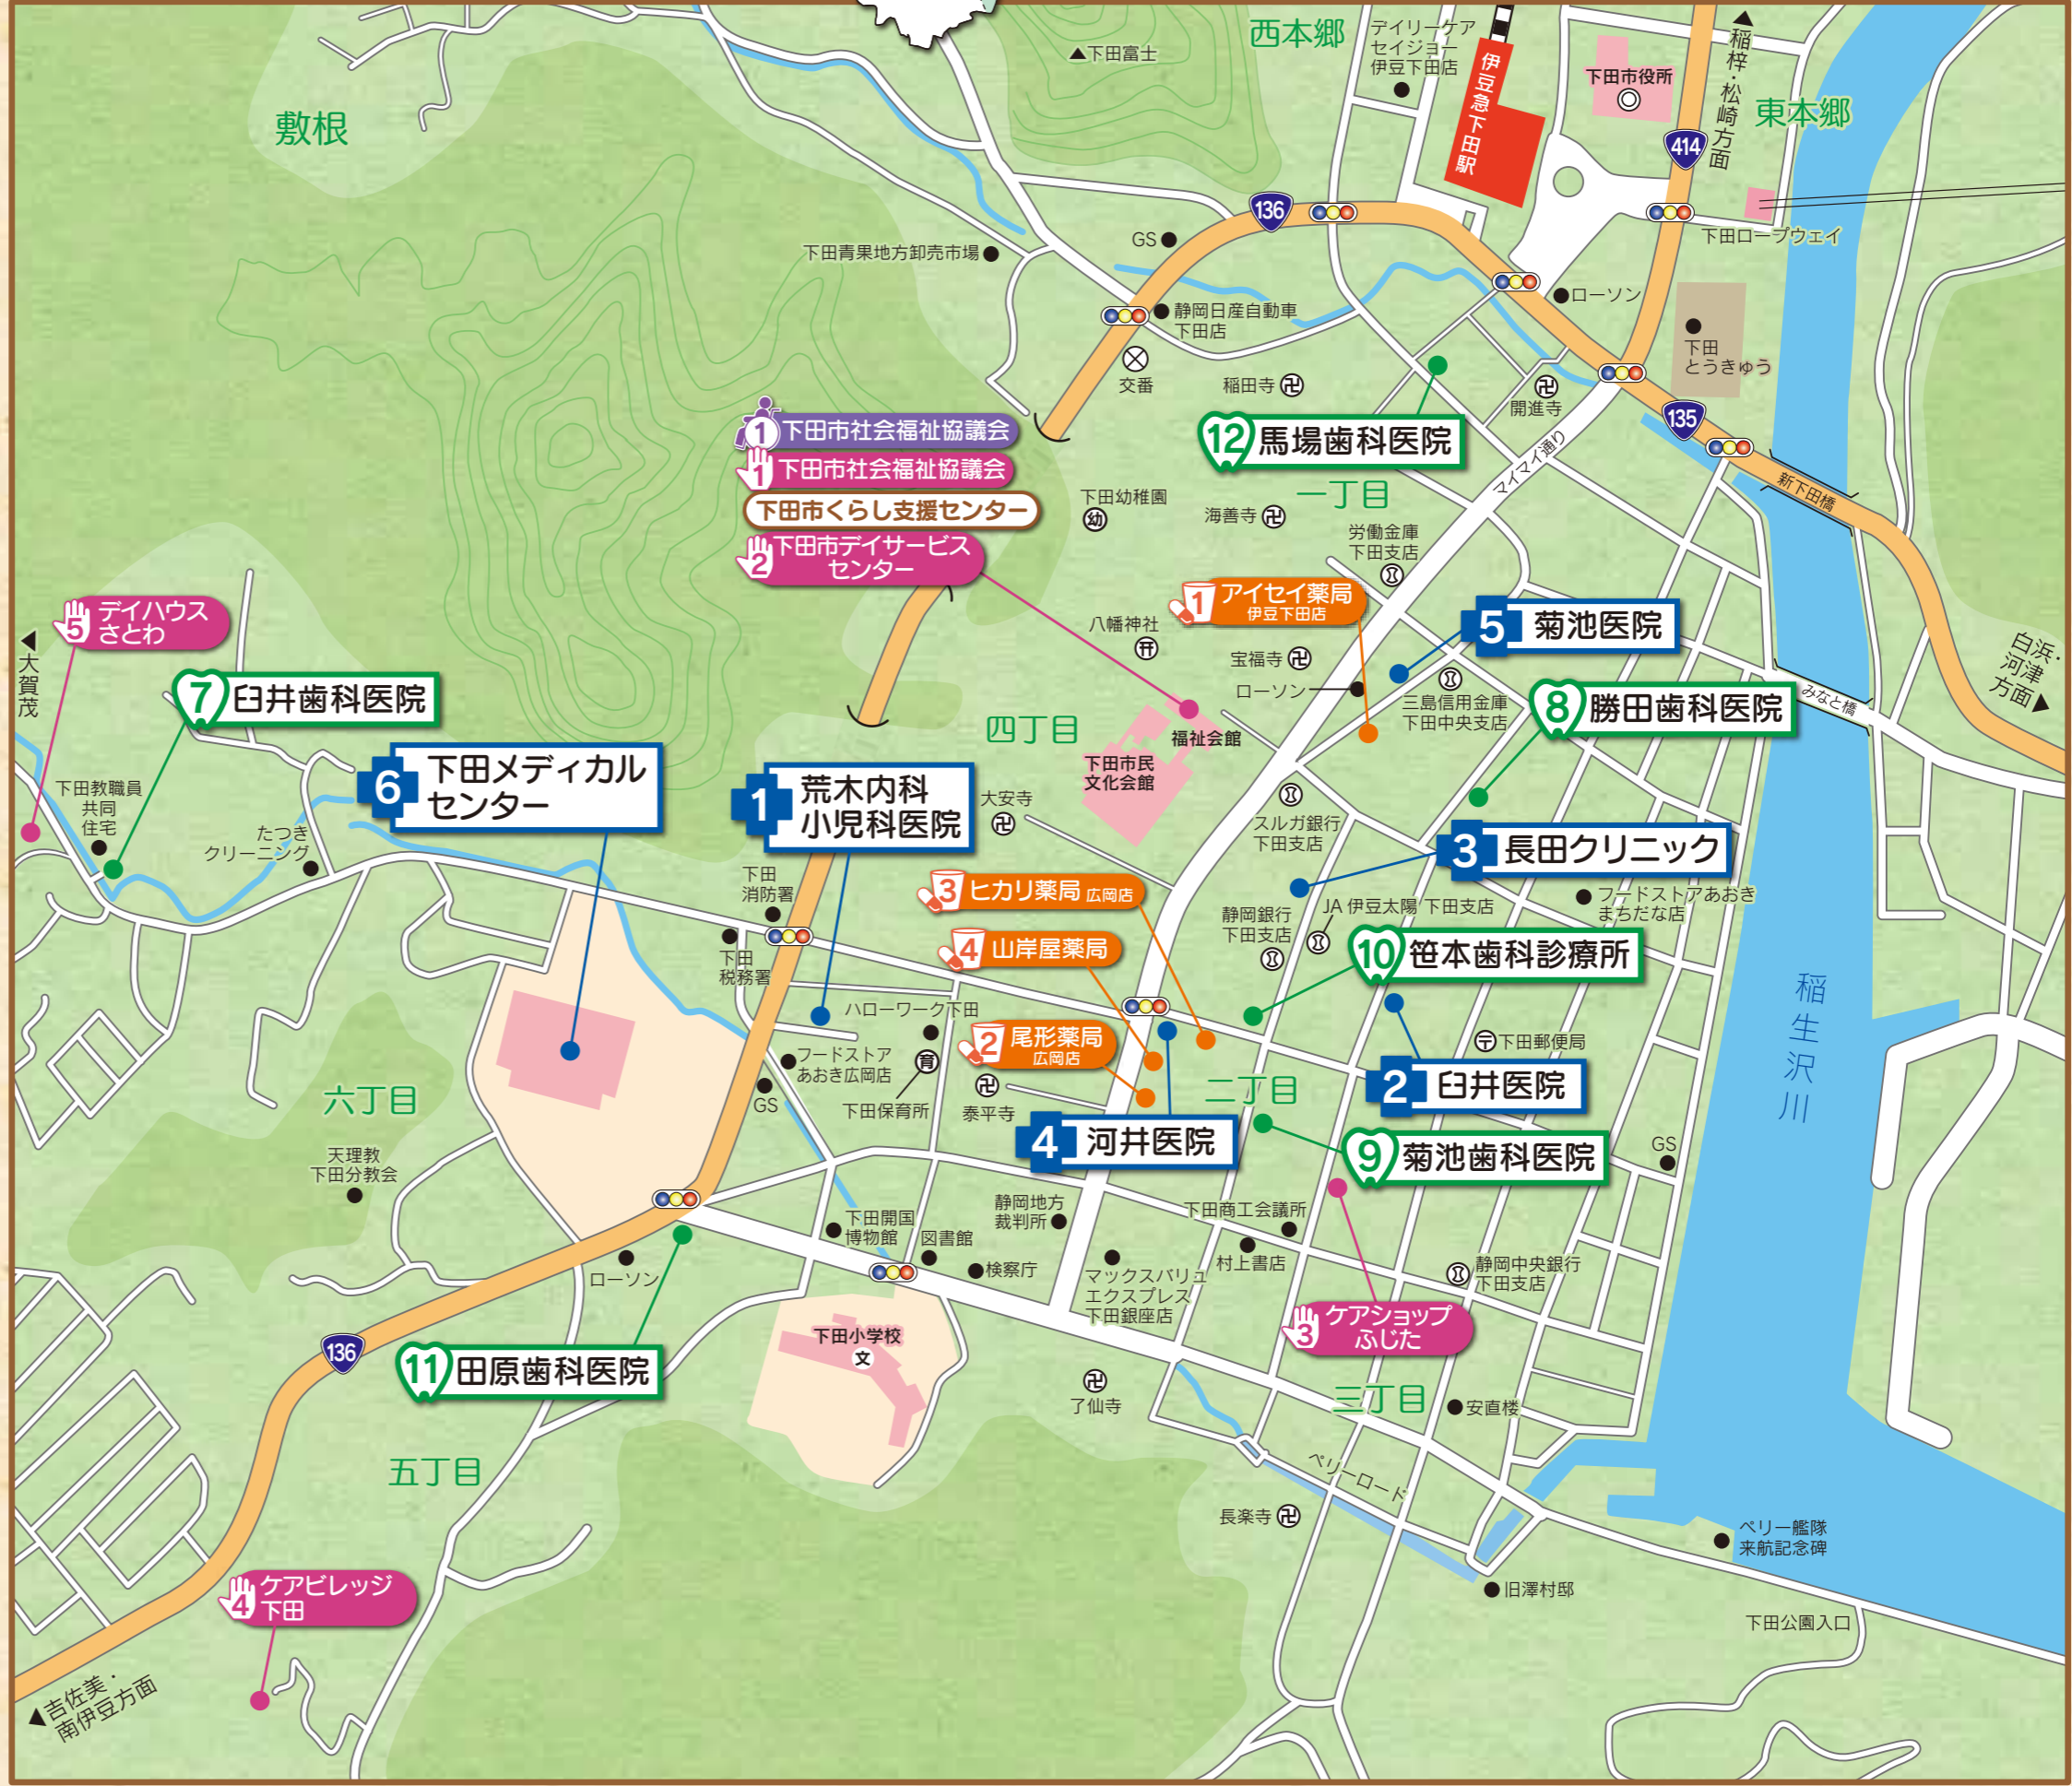 西本郷
デイリーケア
セイジョー
伊豆下田店
伊豆急下田駅
下田市役所
▲稲梓・松崎方面
東本郷
▲下田富士
敷根
414
136
下田ロープウェイ
GS
下田青果地方卸売市場
ローソン
静岡日産自動車
下田店
下田
とうきゅう
交番
稲田寺
開進寺
135
12 馬場歯科医院
マイマイ通り
新下田橋
1 下田市社会福祉協議会
1 下田市社会福祉協議会
下田市くらし支援センター
2 下田市デイサービス
センター
下田幼稚園
幼
海善寺
一丁目
労働金庫
下田支店
1 アイセイ薬局
伊豆下田店
5 菊池医院
八幡神社
宝福寺
ローソン
三島信用金庫
下田中央支店
8 勝田歯科医院
みなと橋
白浜・
河津
方面▶
5 デイハウス
さとわ
◀大賀茂
7 臼井歯科医院
四丁目
福祉会館
下田市民
文化会館
6 下田メディカル
センター
1 荒木内科
小児科医院
大安寺
下田教職員
共同
住宅
たつき
クリーニング
スルガ銀行
下田支店
3 長田クリニック
下田
消防署
3 ヒカリ薬局 広岡店
フードストアあおき
まちだな店
JA 伊豆太陽 下田支店
静岡銀行
下田支店
4 山岸屋薬局
10 笹本歯科診療所
下田
税務署
稲生沢川
ハローワーク下田
2 尾形薬局
広岡店
〒下田郵便局
フードストア
あおき広岡店
育
GS
下田保育所
泰平寺
二丁目
2 臼井医院
六丁目
4 河井医院
9 菊池歯科医院
GS
天理教
下田分教会
静岡地方
裁判所
下田商工会議所
下田開国
博物館
図書館
検察庁
村上書店
ローソン
マックスバリュ
エクスプレス
下田銀座店
静岡中央銀行
下田支店
3 ケアショップ
ふじた
下田小学校
文
136
11 田原歯科医院
了仙寺
三丁目
安直楼
五丁目
ペリーロード
長楽寺
ペリー艦隊
来航記念碑
旧澤村邸
4 ケアビレッジ
下田
下田公園入口
▲吉佐美・
南伊豆方面